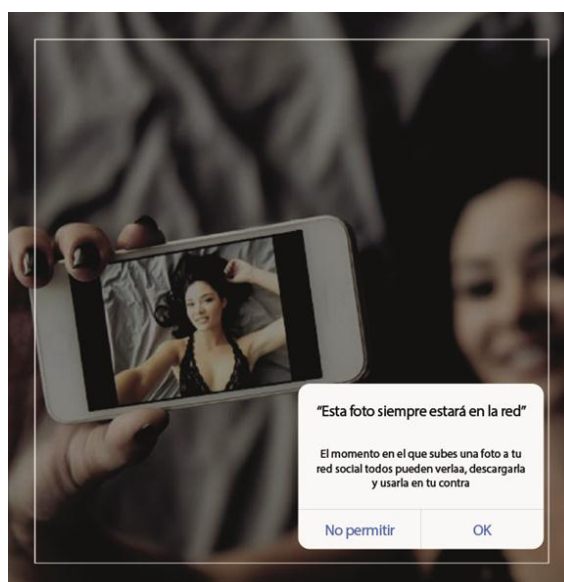 “Esta foto siempre estará en la red”
El momento en el que subes una foto a tu
red social todos pueden verlaa, descargarla
y usarla en tu contra
No permitir
OK